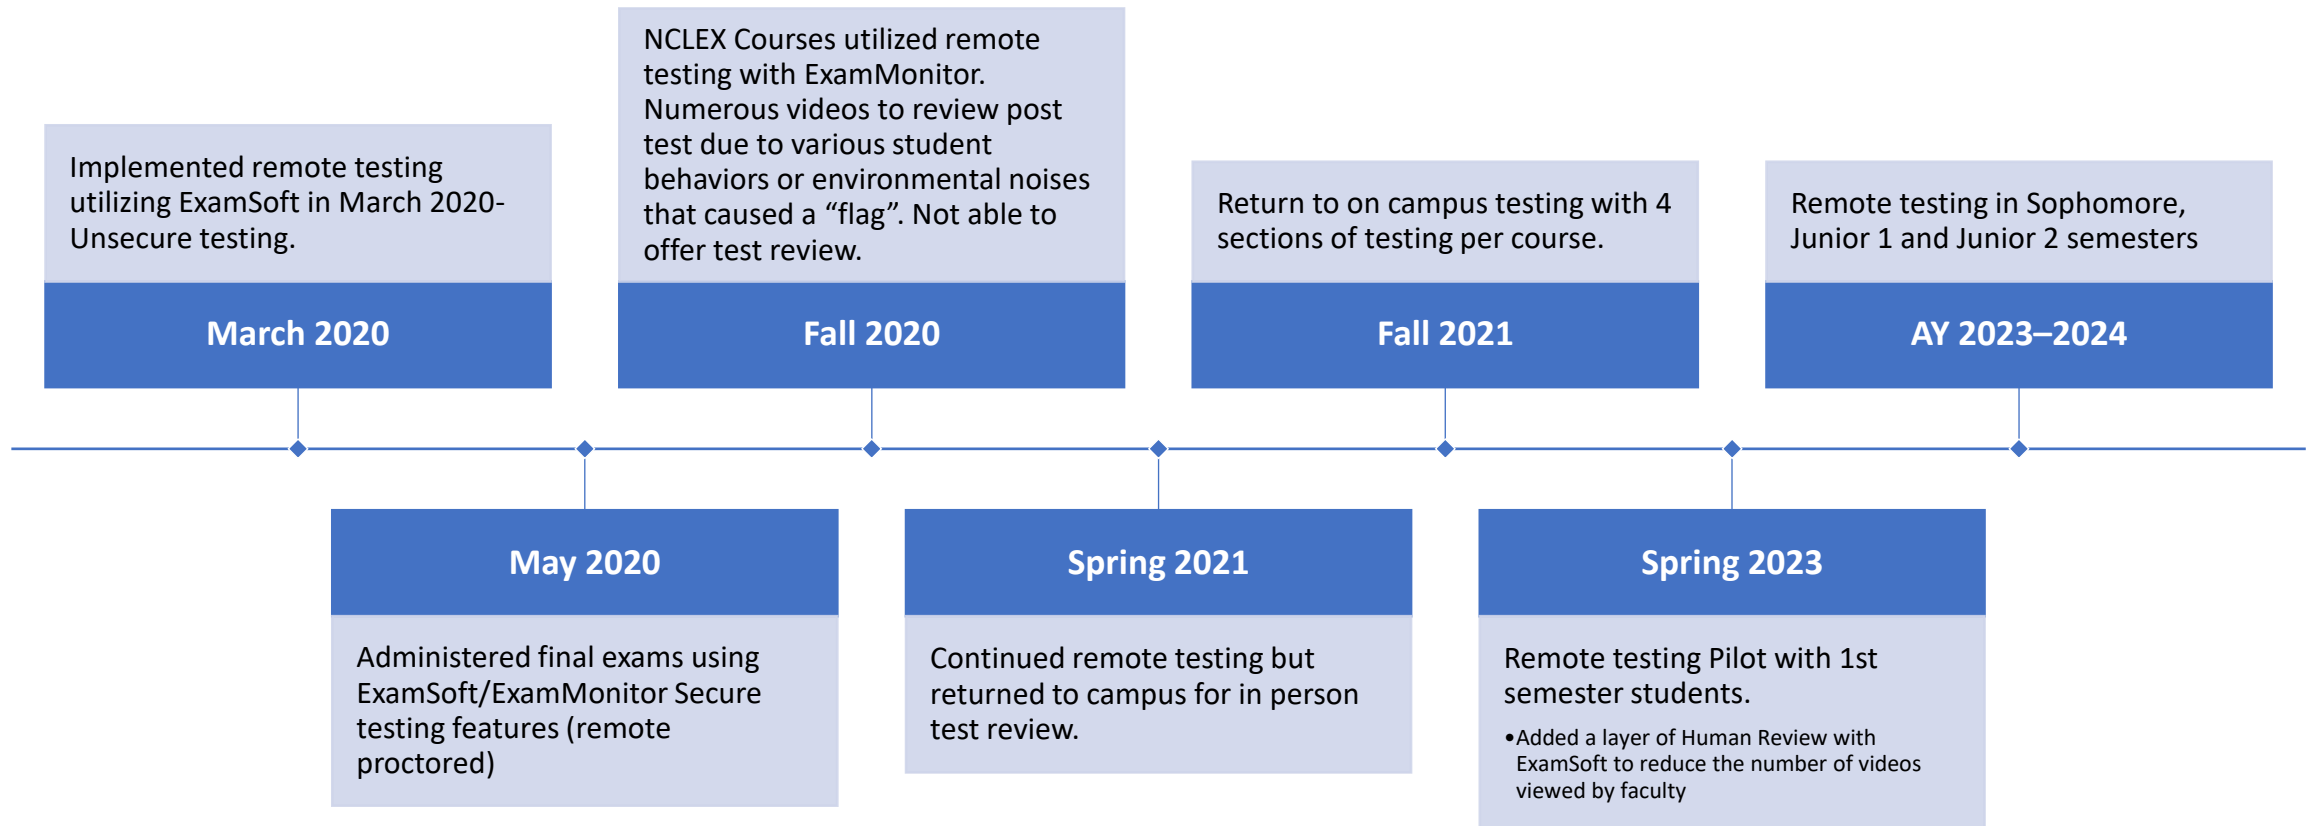 Implemented remote testing
utilizing ExamSoft in March 2020-
Unsecure testing.
March 2020
May 2020
Administered final exams using
ExamSoft/ExamMonitor Secure
testing features (remote
proctored)
NCLEX Courses utilized remote
testing with ExamMonitor.
Numerous videos to review post
test due to various student
behaviors or environmental noises
that caused a “flag”. Not able to
offer test review.
Fall 2020
Spring 2021
Continued remote testing but
returned to campus for in person
test review.
Return to on campus testing with 4
sections of testing per course.
Fall 2021
Spring 2023
Remote testing Pilot with 1st
semester students.
•Added a layer of Human Review with
ExamSoft to reduce the number of videos
viewed by faculty
Remote testing in Sophomore,
Junior 1 and Junior 2 semesters
AY 2023–2024